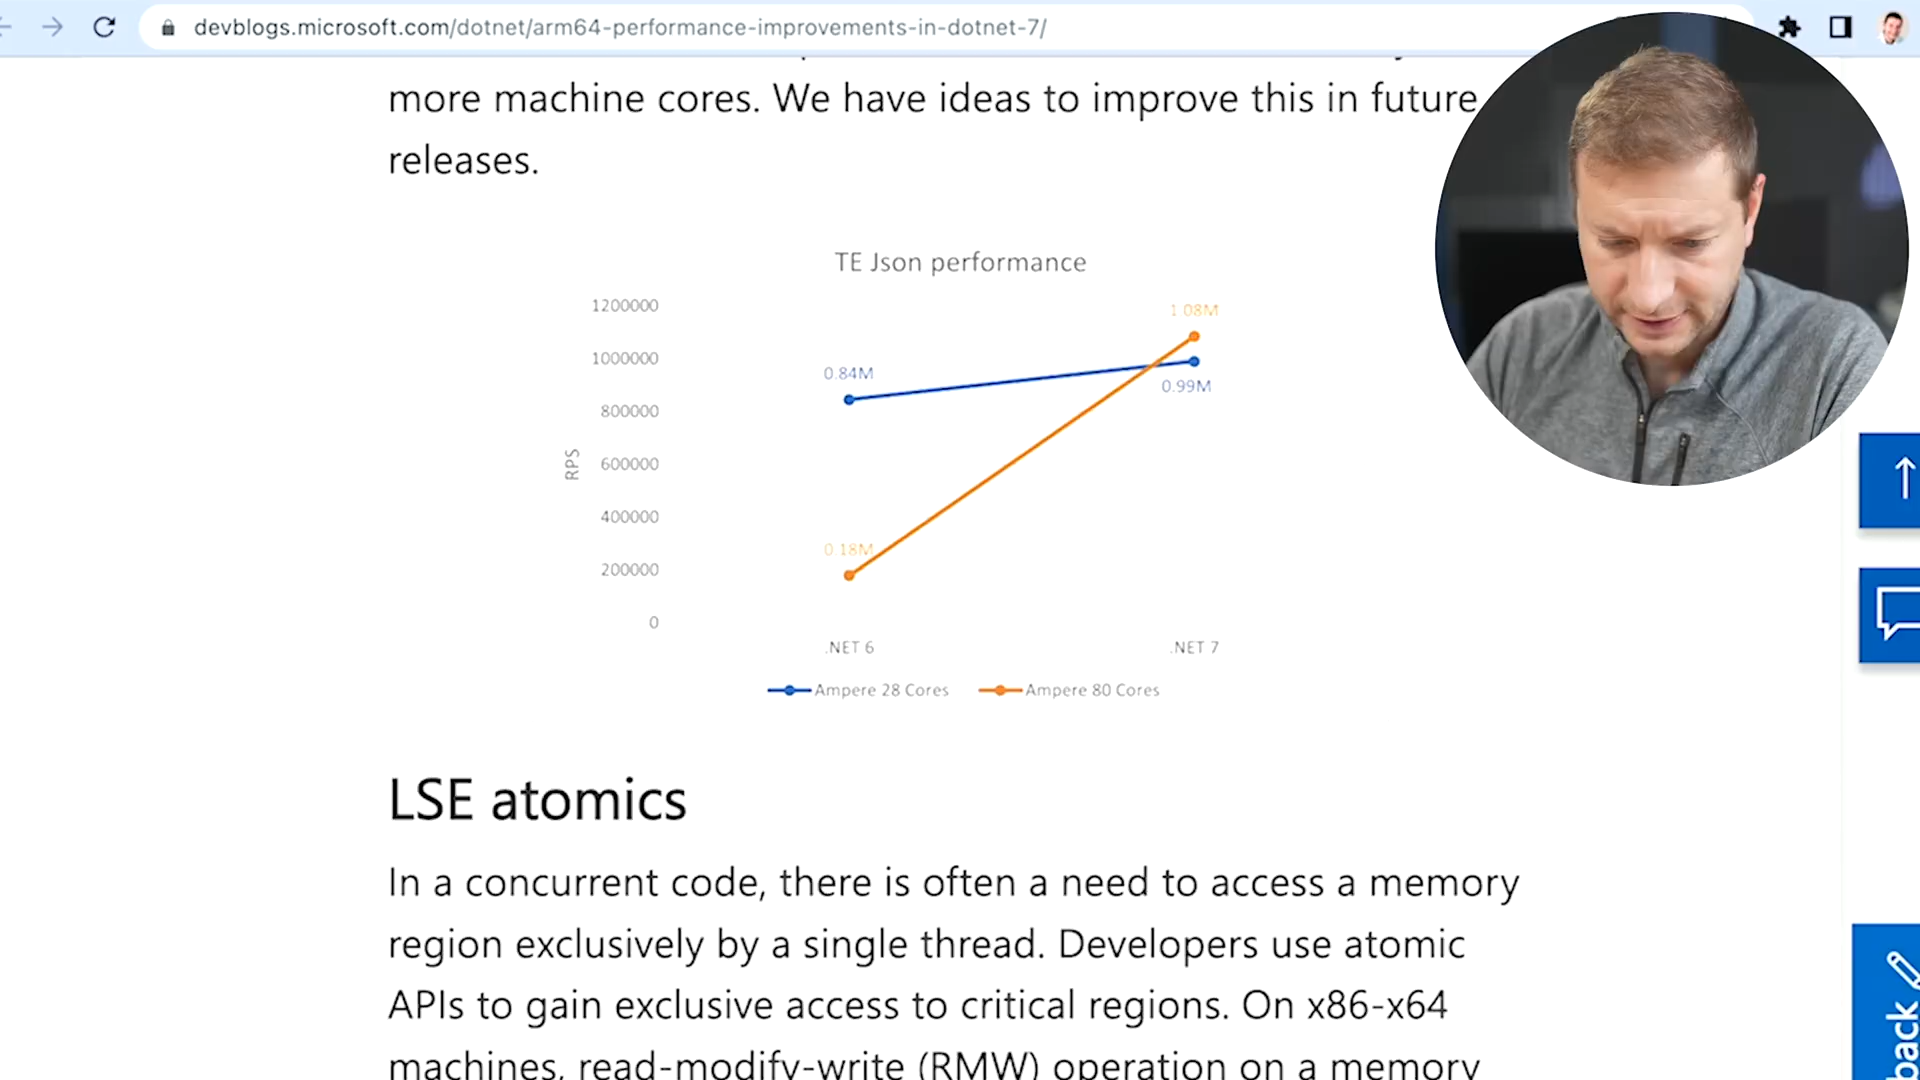 devblogs.microsoft.com/dotnet/arm64-performance-improvements-in-dotnet-7/
more machine cores. We have ideas to improve this in future
releases.
TE Json performance
1200000
1000000
800000
600000
400000
200000
0
RPS
0.84M
1.08M
0.99M
0.18M
.NET 6
.NET 7
Ampere 28 Cores
Ampere 80 Cores
LSE atomics
In a concurrent code, there is often a need to access a memory
region exclusively by a single thread. Developers use atomic
APIs to gain exclusive access to critical regions. On x86-x64
machines, read-modify-write (RMW) operation on a memory
back